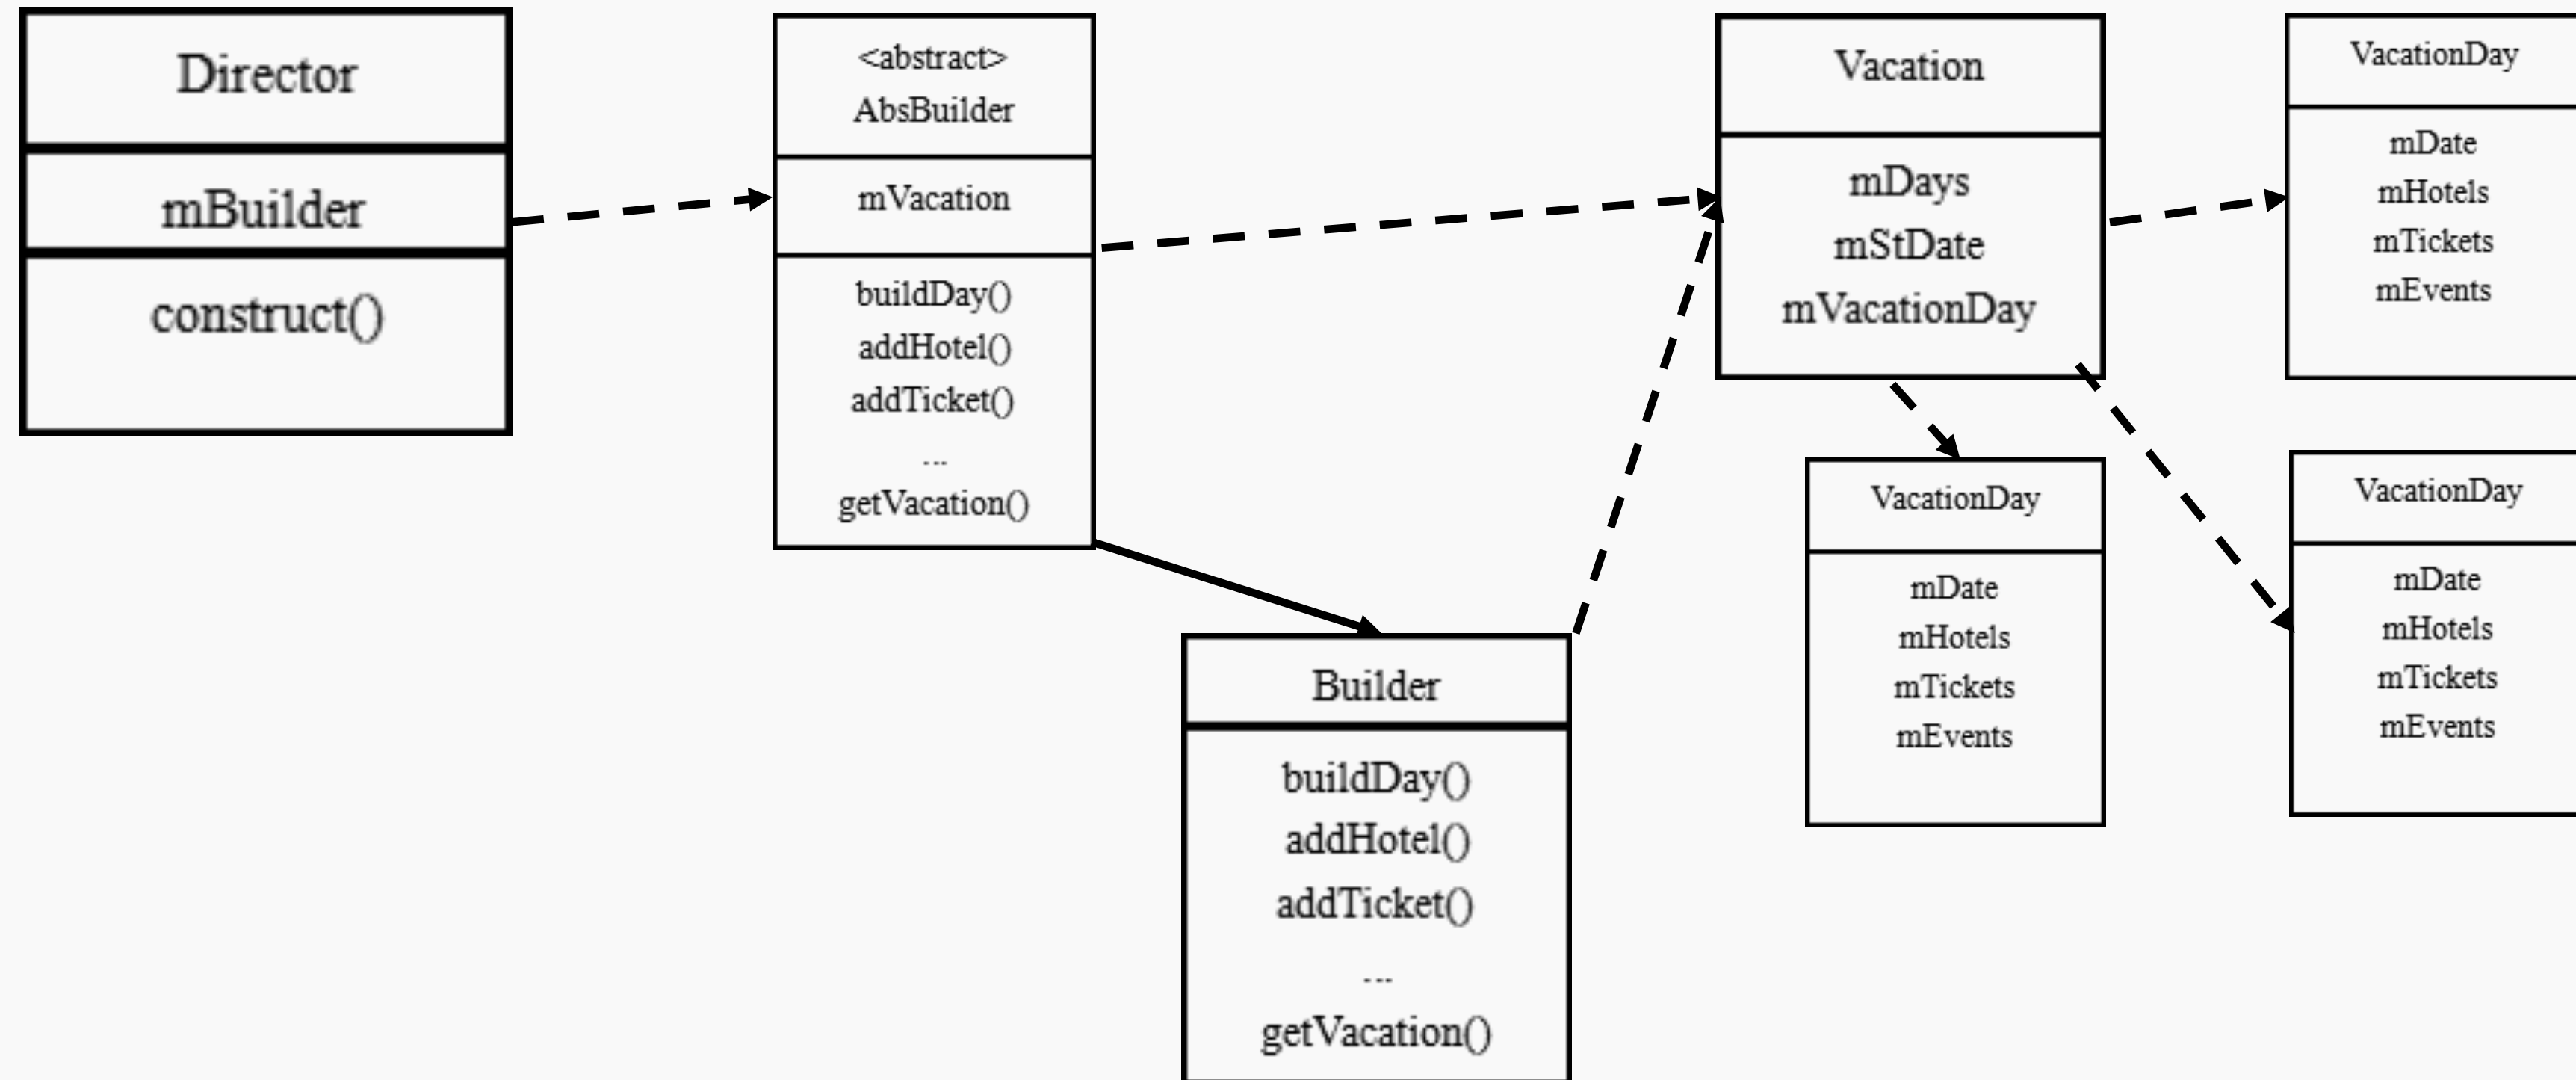 Director
mBuilder
construct()
<abstract>
AbsBuilder
mVacation
buildDay()
addHotel()
addTicket()
...
getVacation()
Builder
buildDay()
addHotel()
addTicket()
...
getVacation()
Vacation
mDays
mStDate
mVacationDay
VacationDay
mDate
mHotels
mTickets
mEvents
VacationDay
mDate
mHotels
mTickets
mEvents
VacationDay
mDate
mHotels
mTickets
mEvents